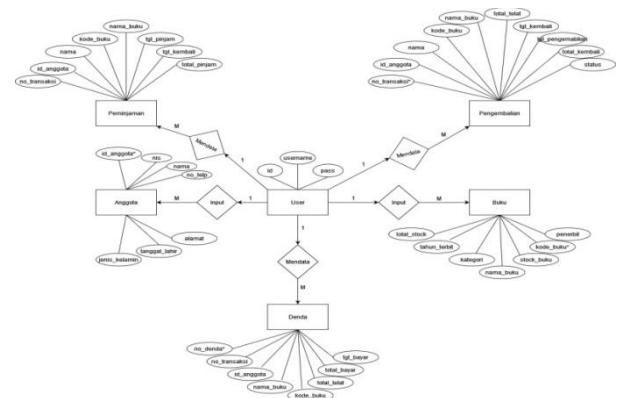 nama_buku
kode_buku
tgl_pinjam
nama
tgl_kembali
id_anggota
total_pinjam
no_transaksi
Peminjaman
M
Mendata
1
total_telat
nama_buku
tgl_kembali
kode_buku
tgl_pengembalian
nama
total_kembali
id_anggota
status
no_transaksi*
Pengembalian
M
Mendata
1
id_anggota*
nis
nama
no_telp
Anggota
M
Input
1
alamat
tanggal_lahir
jenis_kelamin
username
id
pass
User
1
Input
M
Buku
total_stock
penerbit
tahun_terbit
kode_buku*
kategori
stock_buku
nama_buku
1
Mendata
M
Denda
no_denda*
tgl_bayar
no_transaksi
total_bayar
id_anggota
total_telat
nama_buku
kode_buku